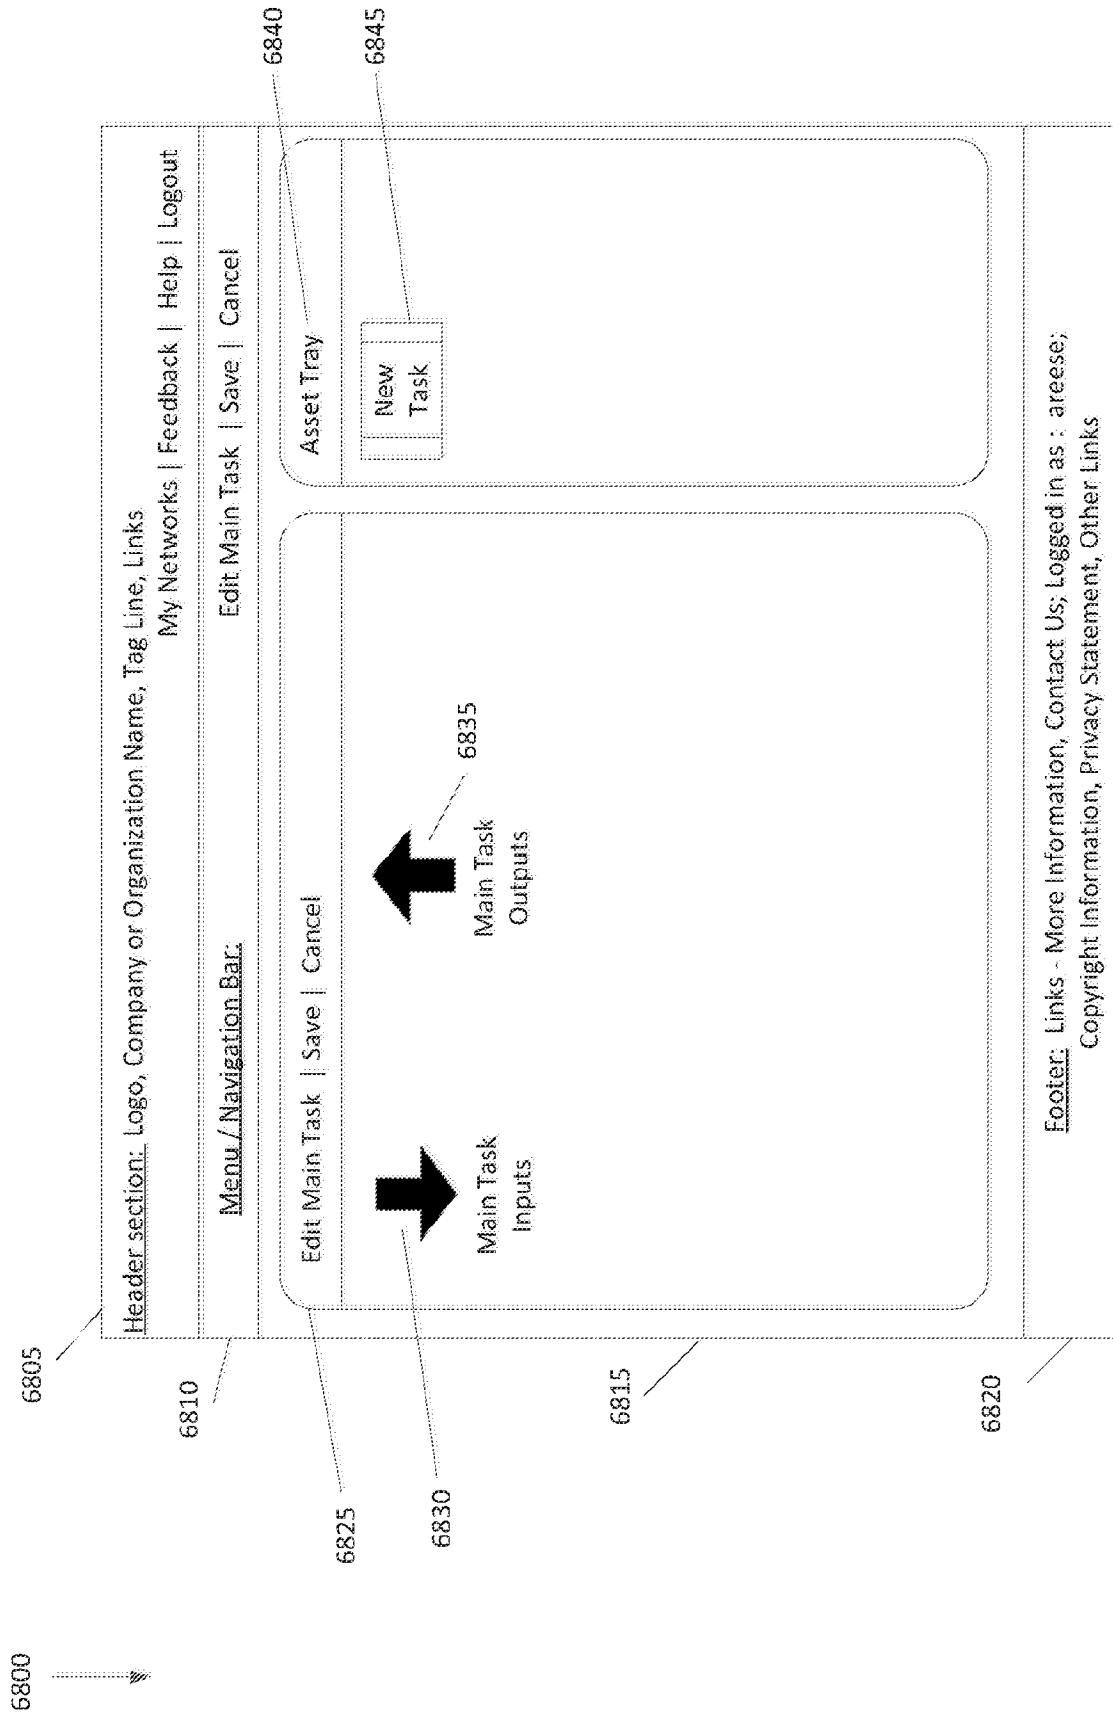 6800
6805
Header section: Logo, Company or Organization Name, Tag Line, Links
My Networks | Feedback | Help | Logout
6810
Menu / Navigation Bar:
Edit Main Task | Save | Cancel
6825
Edit Main Task | Save | Cancel
6830
Main Task
Inputs
6835
Main Task
Outputs
6840
Asset Tray
6845
New
Task
6815
6820
Footer: Links - More Information, Contact Us; Logged in as : areese;
Copyright Information, Privacy Statement, Other Links